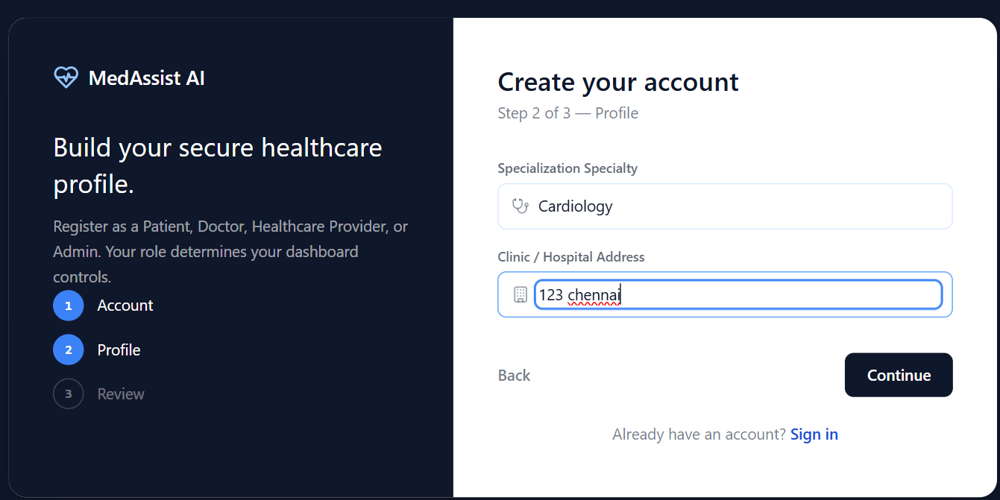 MedAssist AI
Build your secure healthcare
profile.
Register as a Patient, Doctor, Healthcare Provider, or
Admin. Your role determines your dashboard
controls.
1 Account
2 Profile
3 Review
Create your account
Step 2 of 3 — Profile
Specialization Specialty
Cardiology
Clinic / Hospital Address
123 chennai
Back
Continue
Already have an account? Sign in